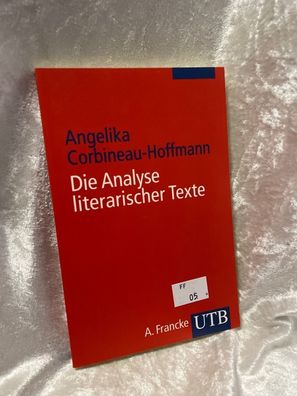 Angelika
Corbineau-Hoffmann
Die Analyse
literarischer Texte
FF
05
A. Francke UTB